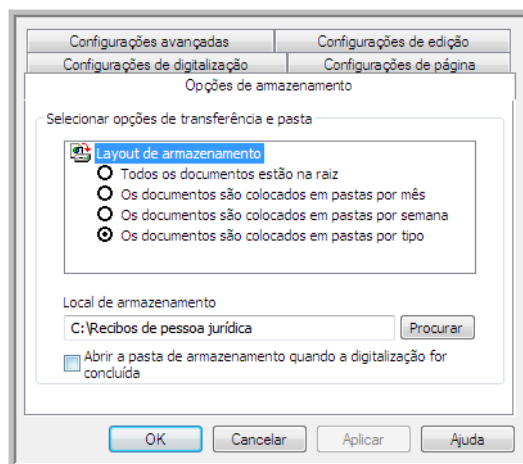 Configurações avançadas
Configurações de edição
Configurações de digitalização
Configurações de página
Opções de armazenamento
Selecionar opções de transferência e pasta
Layout de armazenamento
Todos os documentos estão na raiz
Os documentos são colocados em pastas por mês
Os documentos são colocados em pastas por semana
Os documentos são colocados em pastas por tipo
Local de armazenamento
C:\Recibos de pessoa jurídica
Procurar
Abrir a pasta de armazenamento quando a digitalização for
concluída
OK
Cancelar
Aplicar
Ajuda